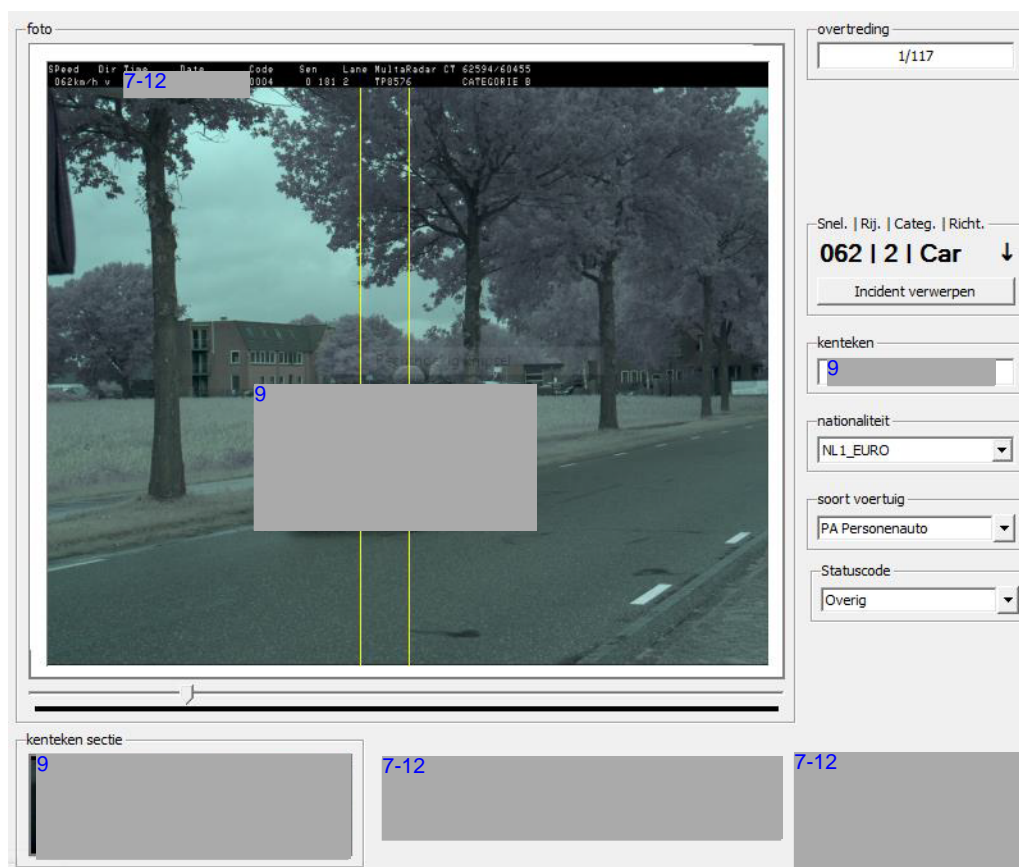 foto
SPeed Dir Time Date Code Sen Lane MultaRadar CT 62594/60455
062km/h v 7-12 0004 0 181 2 TP8576 CATEGORIE B
9
kenteken sectie
9
7-12
7-12
overtreding
1/117
Snel. | Rij. | Categ. | Richt.
062 | 2 | Car ↓
Incident verwerpen
kenteken
9
nationaliteit
NL1_EURO
soort voertuig
PA Personenauto
Statuscode
Overig